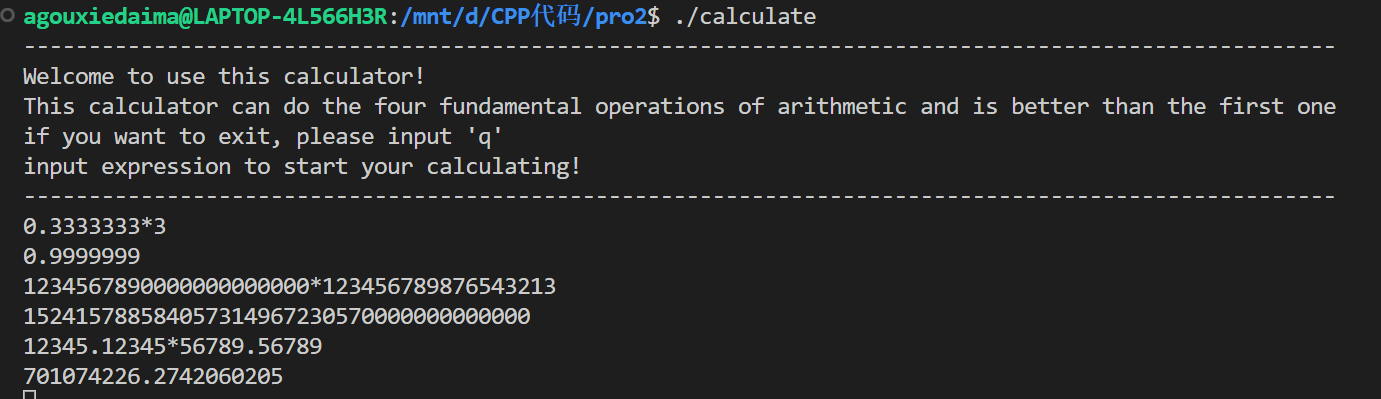 agouxiedaima@LAPTOP-4L566H3R:/mnt/d/CPP代码/pro2$ ./calculate
-----------------------------------------------------------------------------------------------------
Welcome to use this calculator!
This calculator can do the four fundamental operations of arithmetic and is better than the first one
if you want to exit, please input 'q'
input expression to start your calculating!
-----------------------------------------------------------------------------------------------------
0.3333333*3
0.9999999
1234567890000000000000*123456789876543213
152415788584057314967230570000000000000
12345.12345*56789.56789
701074226.2742060205